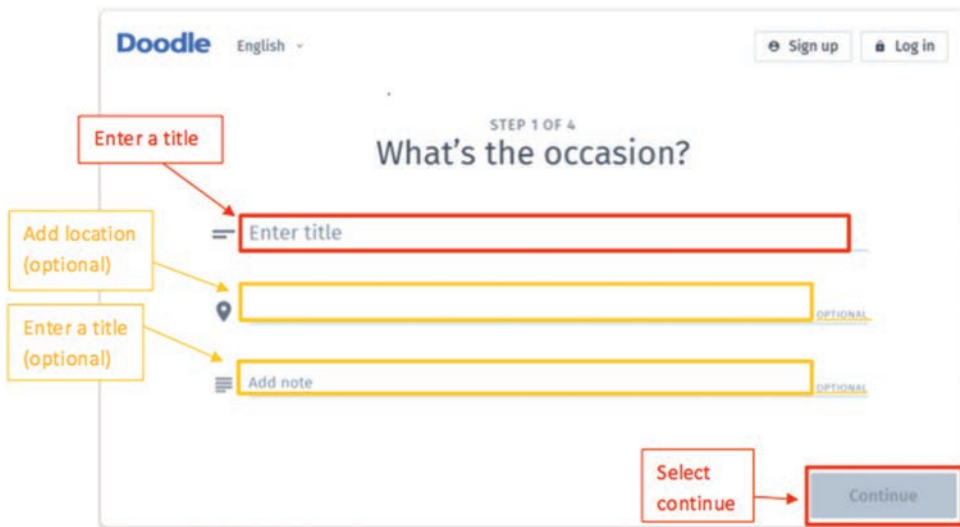 Doodle English
Sign up Log in
STEP 1 OF 4
What's the occasion?
Enter a title
Enter title
Add location
(optional)
OPTIONAL
Enter a title
(optional)
Add note
OPTIONAL
Select
continue
Continue